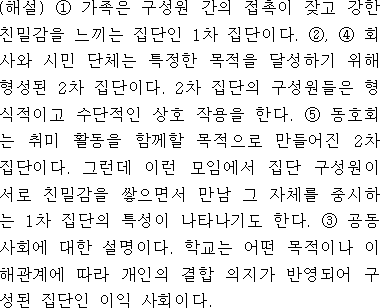 (해설) ① 가족은 구성원 간의 접촉이 잦고 강한
친밀감을 느끼는 집단인 1차 집단이다. ②, ④ 회
사와 시민 단체는 특정한 목적을 달성하기 위해
형성된 2차 집단이다. 2차 집단의 구성원들은 형
식적이고 수단적인 상호 작용을 한다. ⑤ 동호회
는 취미 활동을 함께할 목적으로 만들어진 2차
집단이다. 그런데 이런 모임에서 집단 구성원이
서로 친밀감을 쌓으면서 만남 그 자체를 중시하
는 1차 집단의 특성이 나타나기도 한다. ③ 공동
사회에 대한 설명이다. 학교는 어떤 목적이나 이
해관계에 따라 개인의 결합 의지가 반영되어 구
성된 집단인 이익 사회이다.